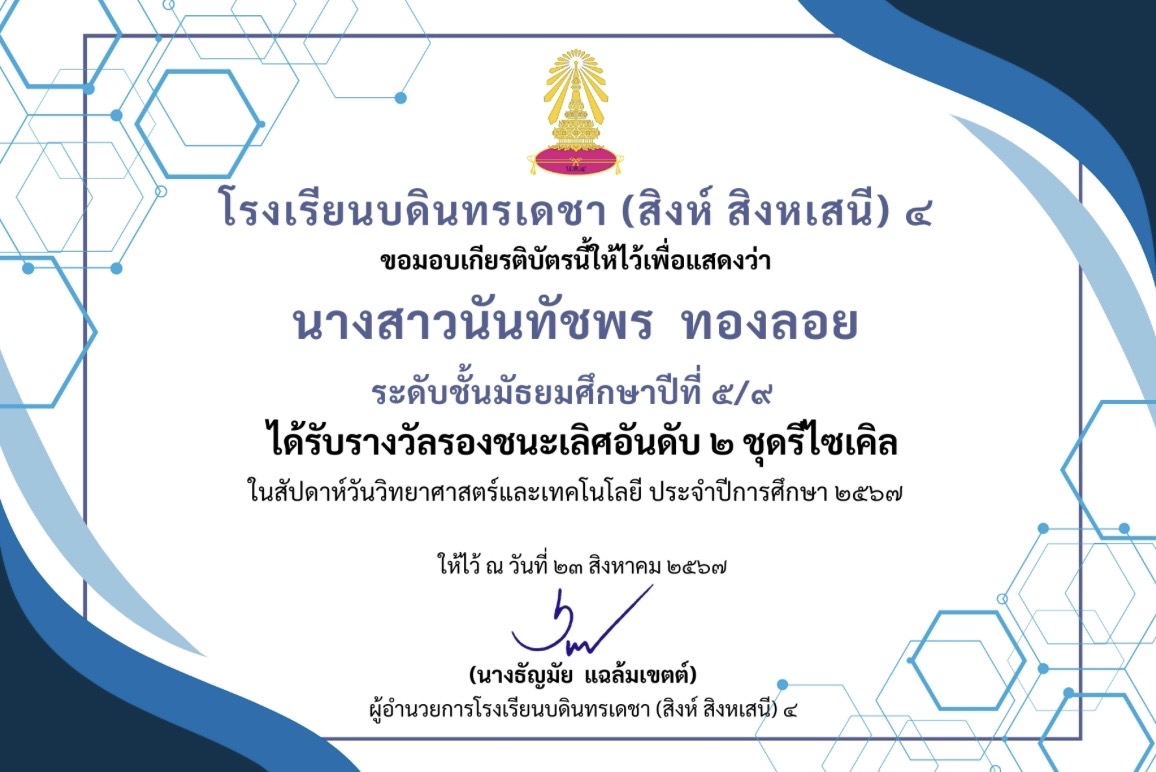 บ.ด.๔
โรงเรียนบดินทรเดชา (สิงห์ สิงหเสนี) ๔
ขอมอบเกียรติบัตรนี้ให้ไว้เพื่อแสดงว่า
นางสาวนันทัชพร ทองลอย
ระดับชั้นมัธยมศึกษาปีที่ ๕/๙
ได้รับรางวัลรองชนะเลิศอันดับ ๒ ชุดรีไซเคิล
ในสัปดาห์วันวิทยาศาสตร์และเทคโนโลยี ประจำปีการศึกษา ๒๕๖๗
ให้ไว้ ณ วันที่ ๒๓ สิงหาคม ๒๕๖๗
(นางธัญมัย แฉล้มเขตต์)
ผู้อำนวยการโรงเรียนบดินทรเดชา (สิงห์ สิงหเสนี) ๔